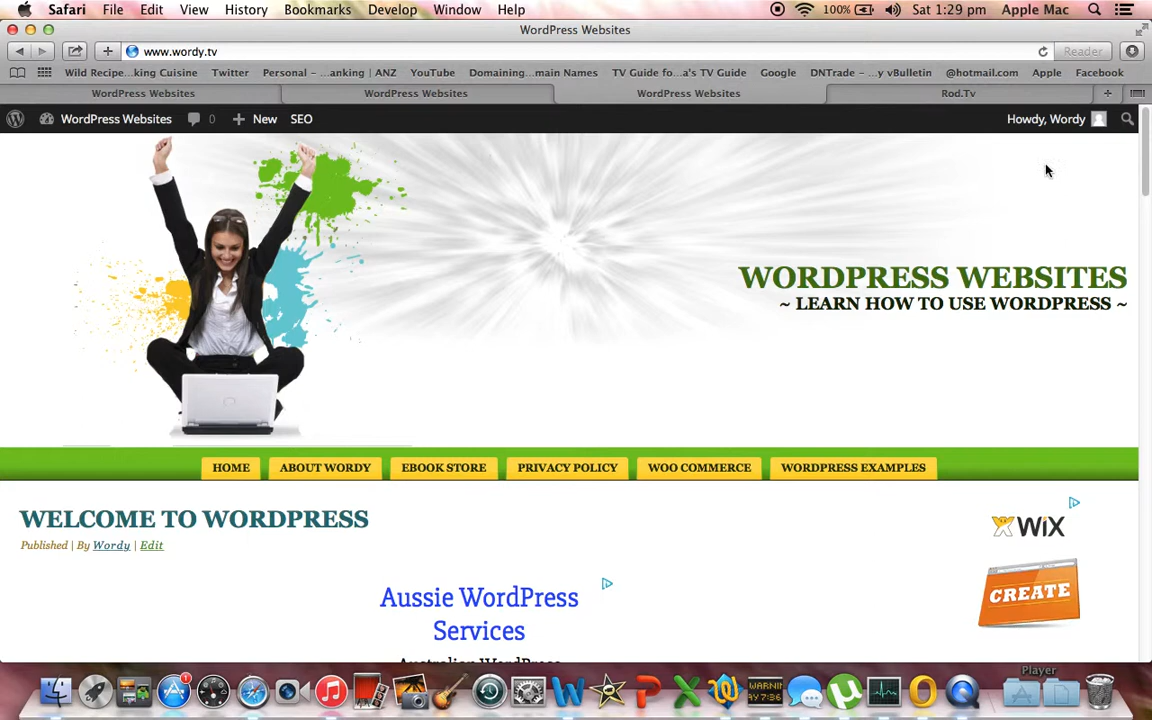 Safari File Edit View History Bookmarks Develop Window Help 100% Sat 1:29 pm Apple Mac
WordPress Websites
www.wordy.tv Reader
Wild Recipe...king Cuisine Twitter Personal – ...anking | ANZ YouTube Domaining...main Names TV Guide fo...a's TV Guide Google DNTrade – ...y vBulletin @hotmail.com Apple Facebook
WordPress Websites WordPress Websites WordPress Websites Rod.Tv
WordPress Websites 0 New SEO Howdy, Wordy
WORDPRESS WEBSITES
~ LEARN HOW TO USE WORDPRESS ~
HOME ABOUT WORDY EBOOK STORE PRIVACY POLICY WOO COMMERCE WORDPRESS EXAMPLES
WELCOME TO WORDPRESS
Published | By Wordy | Edit
WiX
CREATE
Aussie WordPress
Services
Australian WordPress
Player